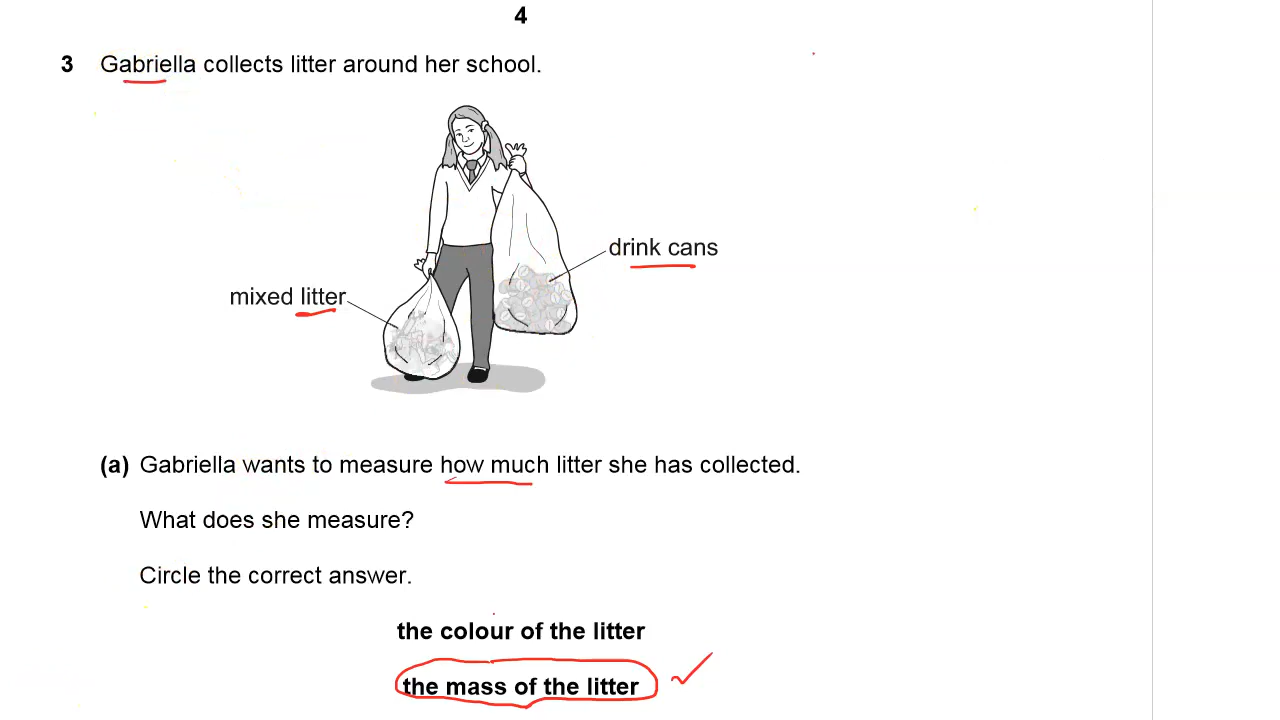 4
3 Gabriella collects litter around her school.
drink cans
mixed litter
(a) Gabriella wants to measure how much litter she has collected.
What does she measure?
Circle the correct answer.
the colour of the litter
the mass of the litter